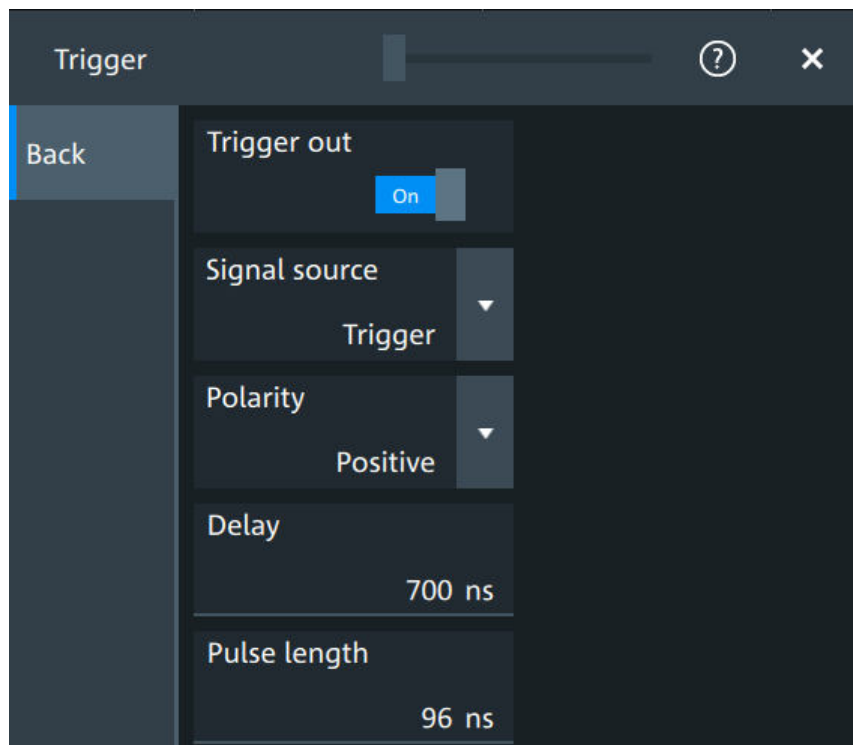 Trigger
?
Back
Trigger out
On
Signal source
Trigger
Polarity
Positive
Delay
700 ns
Pulse length
96 ns